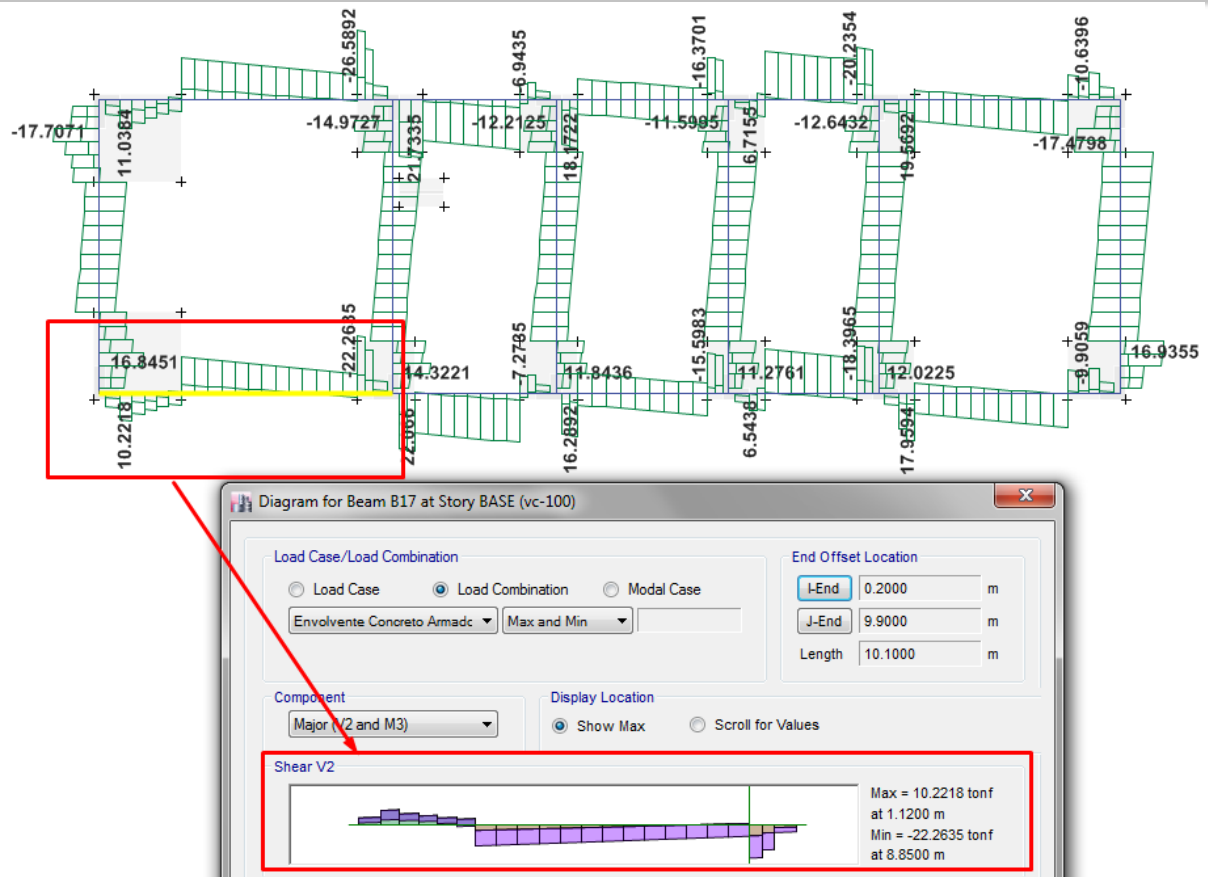 -26.5892
-6.9435
-16.3701
-20.2354
-10.6396
-17.7071
11.0384
-14.9727
21.7335
-12.2125
18.1722
-11.5995
6.7155
-12.6432
19.5692
-17.4798
16.8451
10.2218
-22.2635
14.3221
22.066
-7.2735
11.8436
16.2892
-15.5983
11.2761
6.5438
-18.3965
12.0225
17.9594
-9.9059
16.9355
Diagram for Beam B17 at Story BASE (vc-100)
Load Case/Load Combination
Load Case
Load Combination
Modal Case
Envolvente Concreto Armadc
Max and Min
End Offset Location
I-End
0.2000
m
J-End
9.9000
m
Length
10.1000
m
Component
Major (V2 and M3)
Display Location
Show Max
Scroll for Values
Shear V2
Max = 10.2218 tonf
at 1.1200 m
Min = -22.2635 tonf
at 8.8500 m